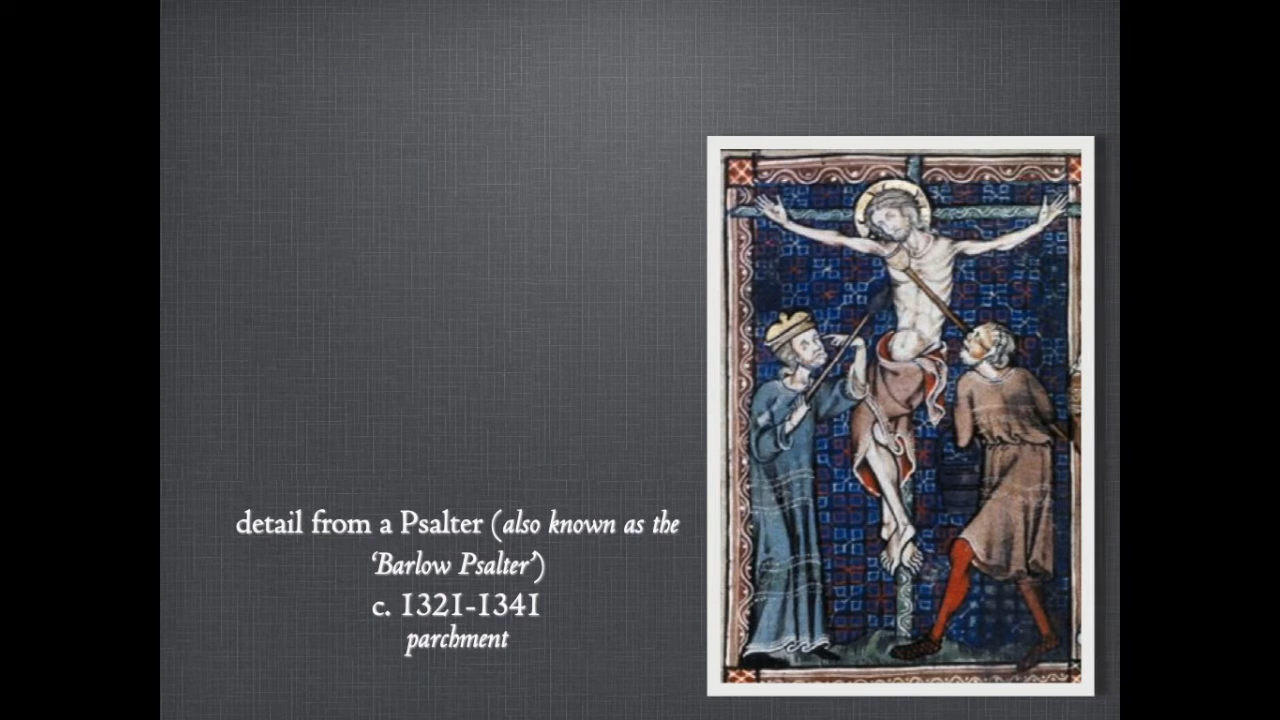 detail from a Psalter (also known as the
‘Barlow Psalter’)
c. 1321-1341
parchment